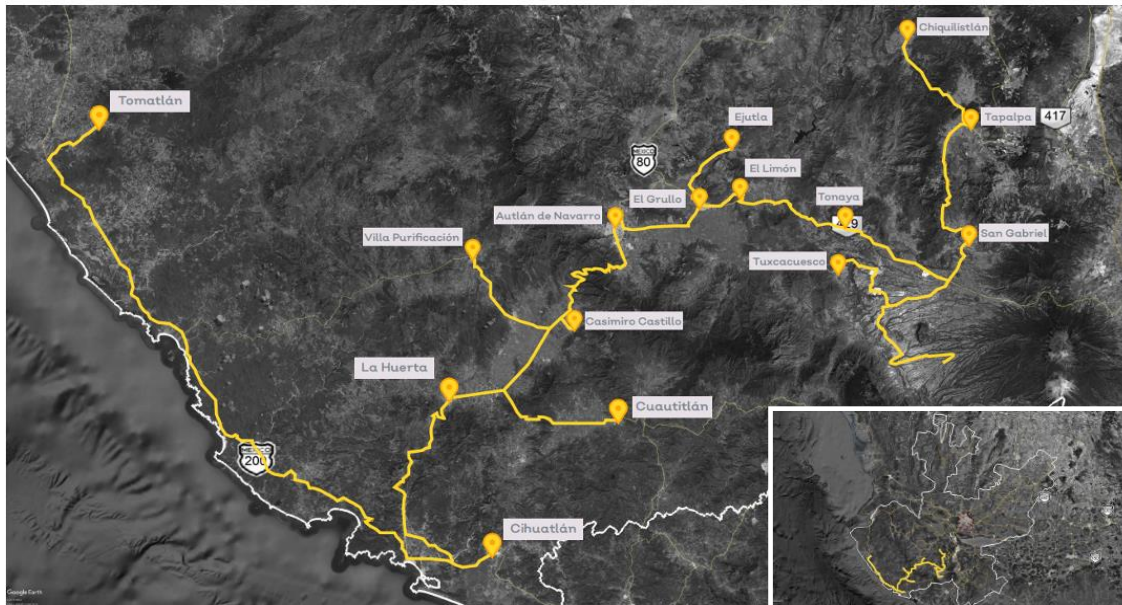 Chiquilistlán
Tomatlán
Tapalpa
417
Ejutla
MEXICO
80
El Limón
El Grullo
Tonaya
Autlán de Navarro
San Gabriel
Villa Purificación
Tuxcacuesco
Casimiro Castillo
La Huerta
Cuautitlán
200
Cihuatlán
Google Earth